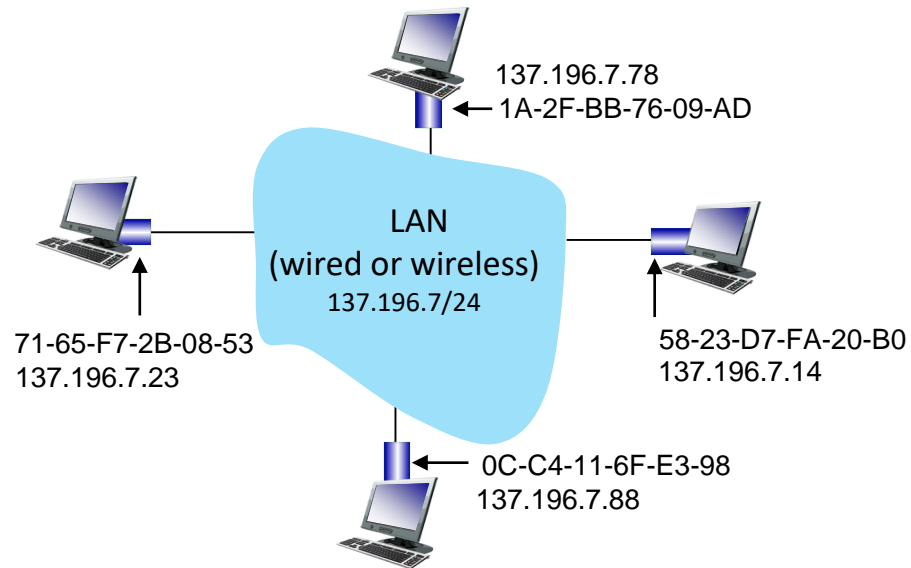 137.196.7.78
1A-2F-BB-76-09-AD
LAN
(wired or wireless)
137.196.7/24
71-65-F7-2B-08-53
137.196.7.23
58-23-D7-FA-20-B0
137.196.7.14
0C-C4-11-6F-E3-98
137.196.7.88